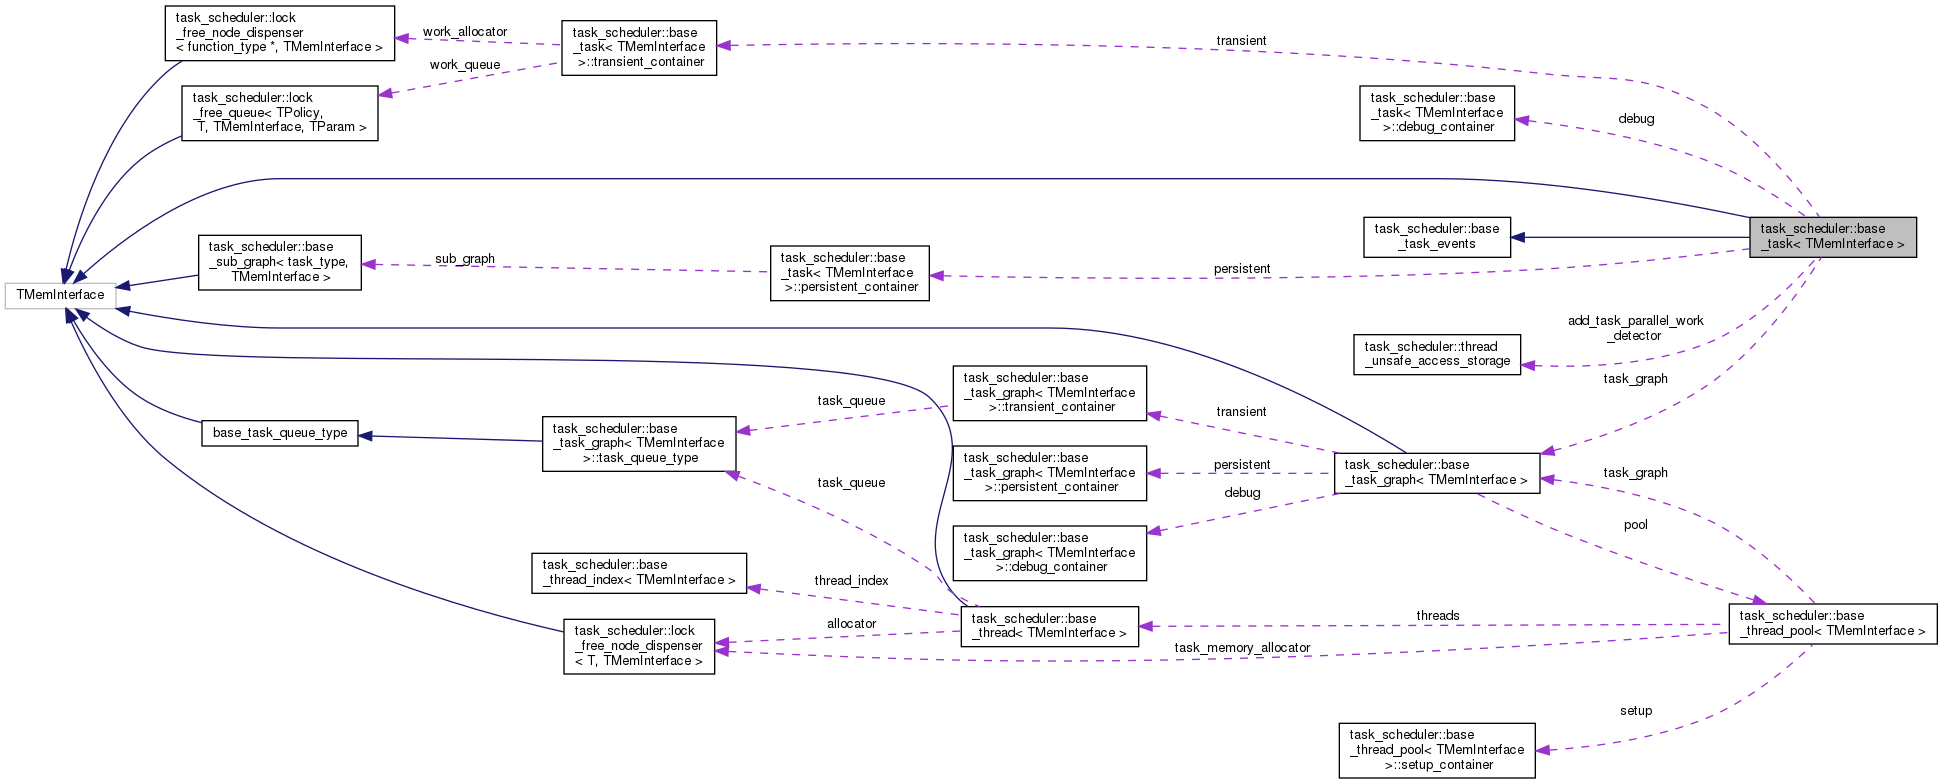 task_scheduler::lock
_free_node_dispenser
< function_type *, TMemInterface >
work_allocator
task_scheduler::base
_task< TMemInterface
>::transient_container
transient
work_queue
task_scheduler::lock
_free_queue< TPolicy,
T, TMemInterface, TParam >
task_scheduler::base
_task< TMemInterface
>::debug_container
debug
task_scheduler::base
_task< TMemInterface >
task_scheduler::base
_task_events
task_scheduler::base
_sub_graph< task_type,
TMemInterface >
sub_graph
task_scheduler::base
_task< TMemInterface
>::persistent_container
persistent
TMemInterface
add_task_parallel_work
_detector
task_scheduler::thread
_unsafe_access_storage
task_graph
task_scheduler::base
_task_graph< TMemInterface
>::transient_container
task_queue
transient
base_task_queue_type
task_scheduler::base
_task_graph< TMemInterface
>::task_queue_type
task_scheduler::base
_task_graph< TMemInterface
>::persistent_container
persistent
task_scheduler::base
_task_graph< TMemInterface >
task_graph
task_queue
debug
pool
task_scheduler::base
_task_graph< TMemInterface
>::debug_container
task_scheduler::base
_thread_index< TMemInterface >
thread_index
task_scheduler::base
_thread< TMemInterface >
threads
task_scheduler::base
_thread_pool< TMemInterface >
task_scheduler::lock
_free_node_dispenser
< T, TMemInterface >
allocator
task_memory_allocator
setup
task_scheduler::base
_thread_pool< TMemInterface
>::setup_container